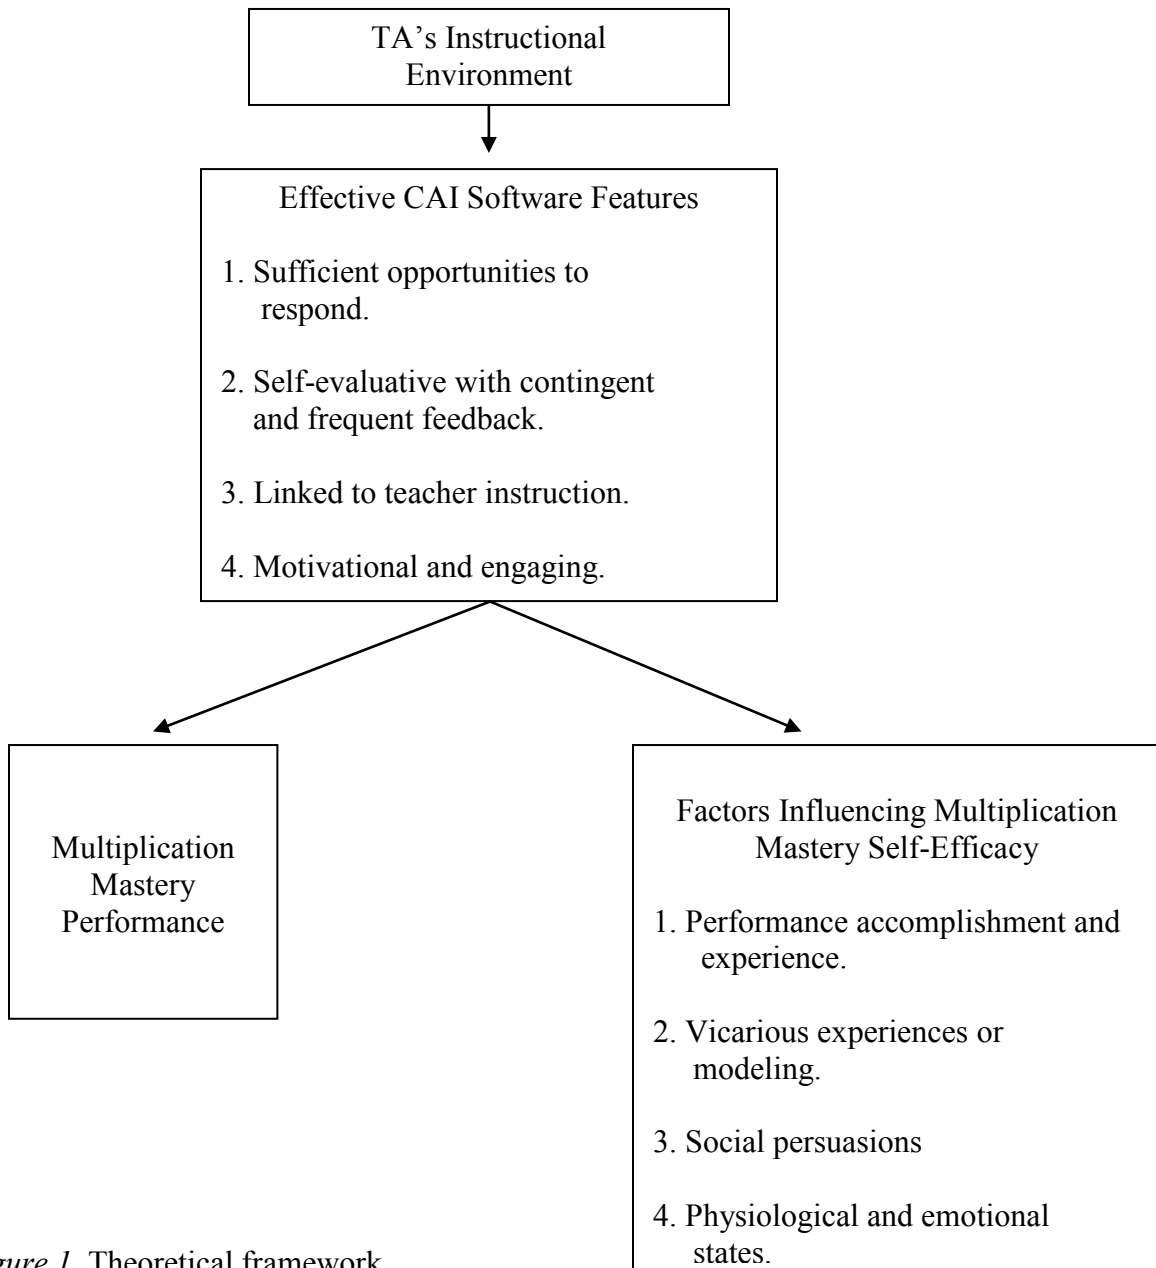 TA’s Instructional
Environment
Effective CAI Software Features
1. Sufficient opportunities to
respond.
2. Self-evaluative with contingent
and frequent feedback.
3. Linked to teacher instruction.
4. Motivational and engaging.
Multiplication
Mastery
Performance
Factors Influencing Multiplication
Mastery Self-Efficacy
1. Performance accomplishment and
experience.
2. Vicarious experiences or
modeling.
3. Social persuasions
4. Physiological and emotional
states.
gure 1. Theoretical framework